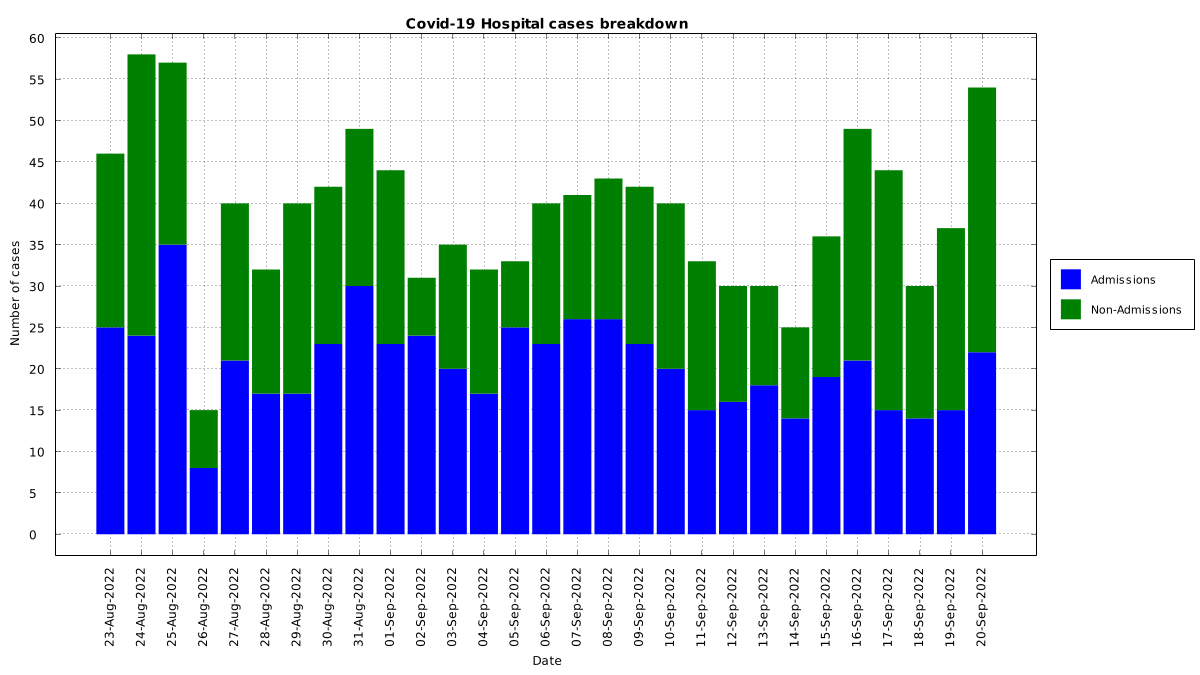 Covid-19 Hospital cases breakdown
60
55
50
45
40
35
30
25
20
15
10
5
0
Number of cases
23-Aug-2022
24-Aug-2022
25-Aug-2022
26-Aug-2022
27-Aug-2022
28-Aug-2022
29-Aug-2022
30-Aug-2022
31-Aug-2022
01-Sep-2022
02-Sep-2022
03-Sep-2022
04-Sep-2022
05-Sep-2022
06-Sep-2022
07-Sep-2022
08-Sep-2022
09-Sep-2022
10-Sep-2022
11-Sep-2022
12-Sep-2022
13-Sep-2022
14-Sep-2022
15-Sep-2022
16-Sep-2022
17-Sep-2022
18-Sep-2022
19-Sep-2022
20-Sep-2022
Date
Admissions
Non-Admissions